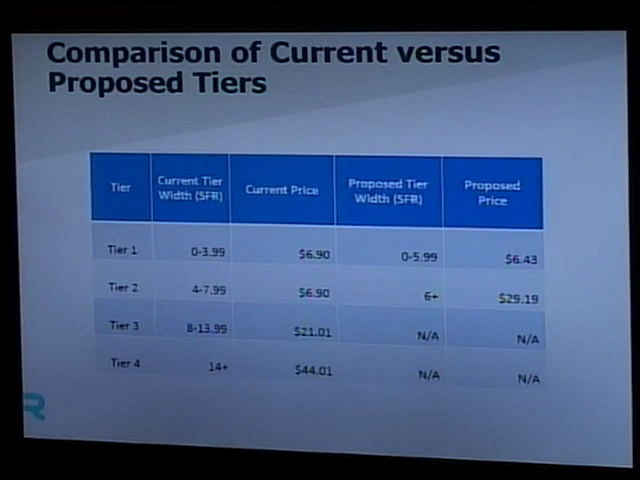 Comparison of Current versus
Proposed Tiers
Tier
Current Tier
Width (SFR)
Current Price
Proposed Tier
Width (SFR)
Proposed
Price
Tier 1 0-3.99 $6.90 0-5.99 $6.43
Tier 2 4-7.99 $6.90 6+ $29.19
Tier 3 8-13.99 $21.01 N/A N/A
Tier 4 14+ $44.01 N/A N/A
R